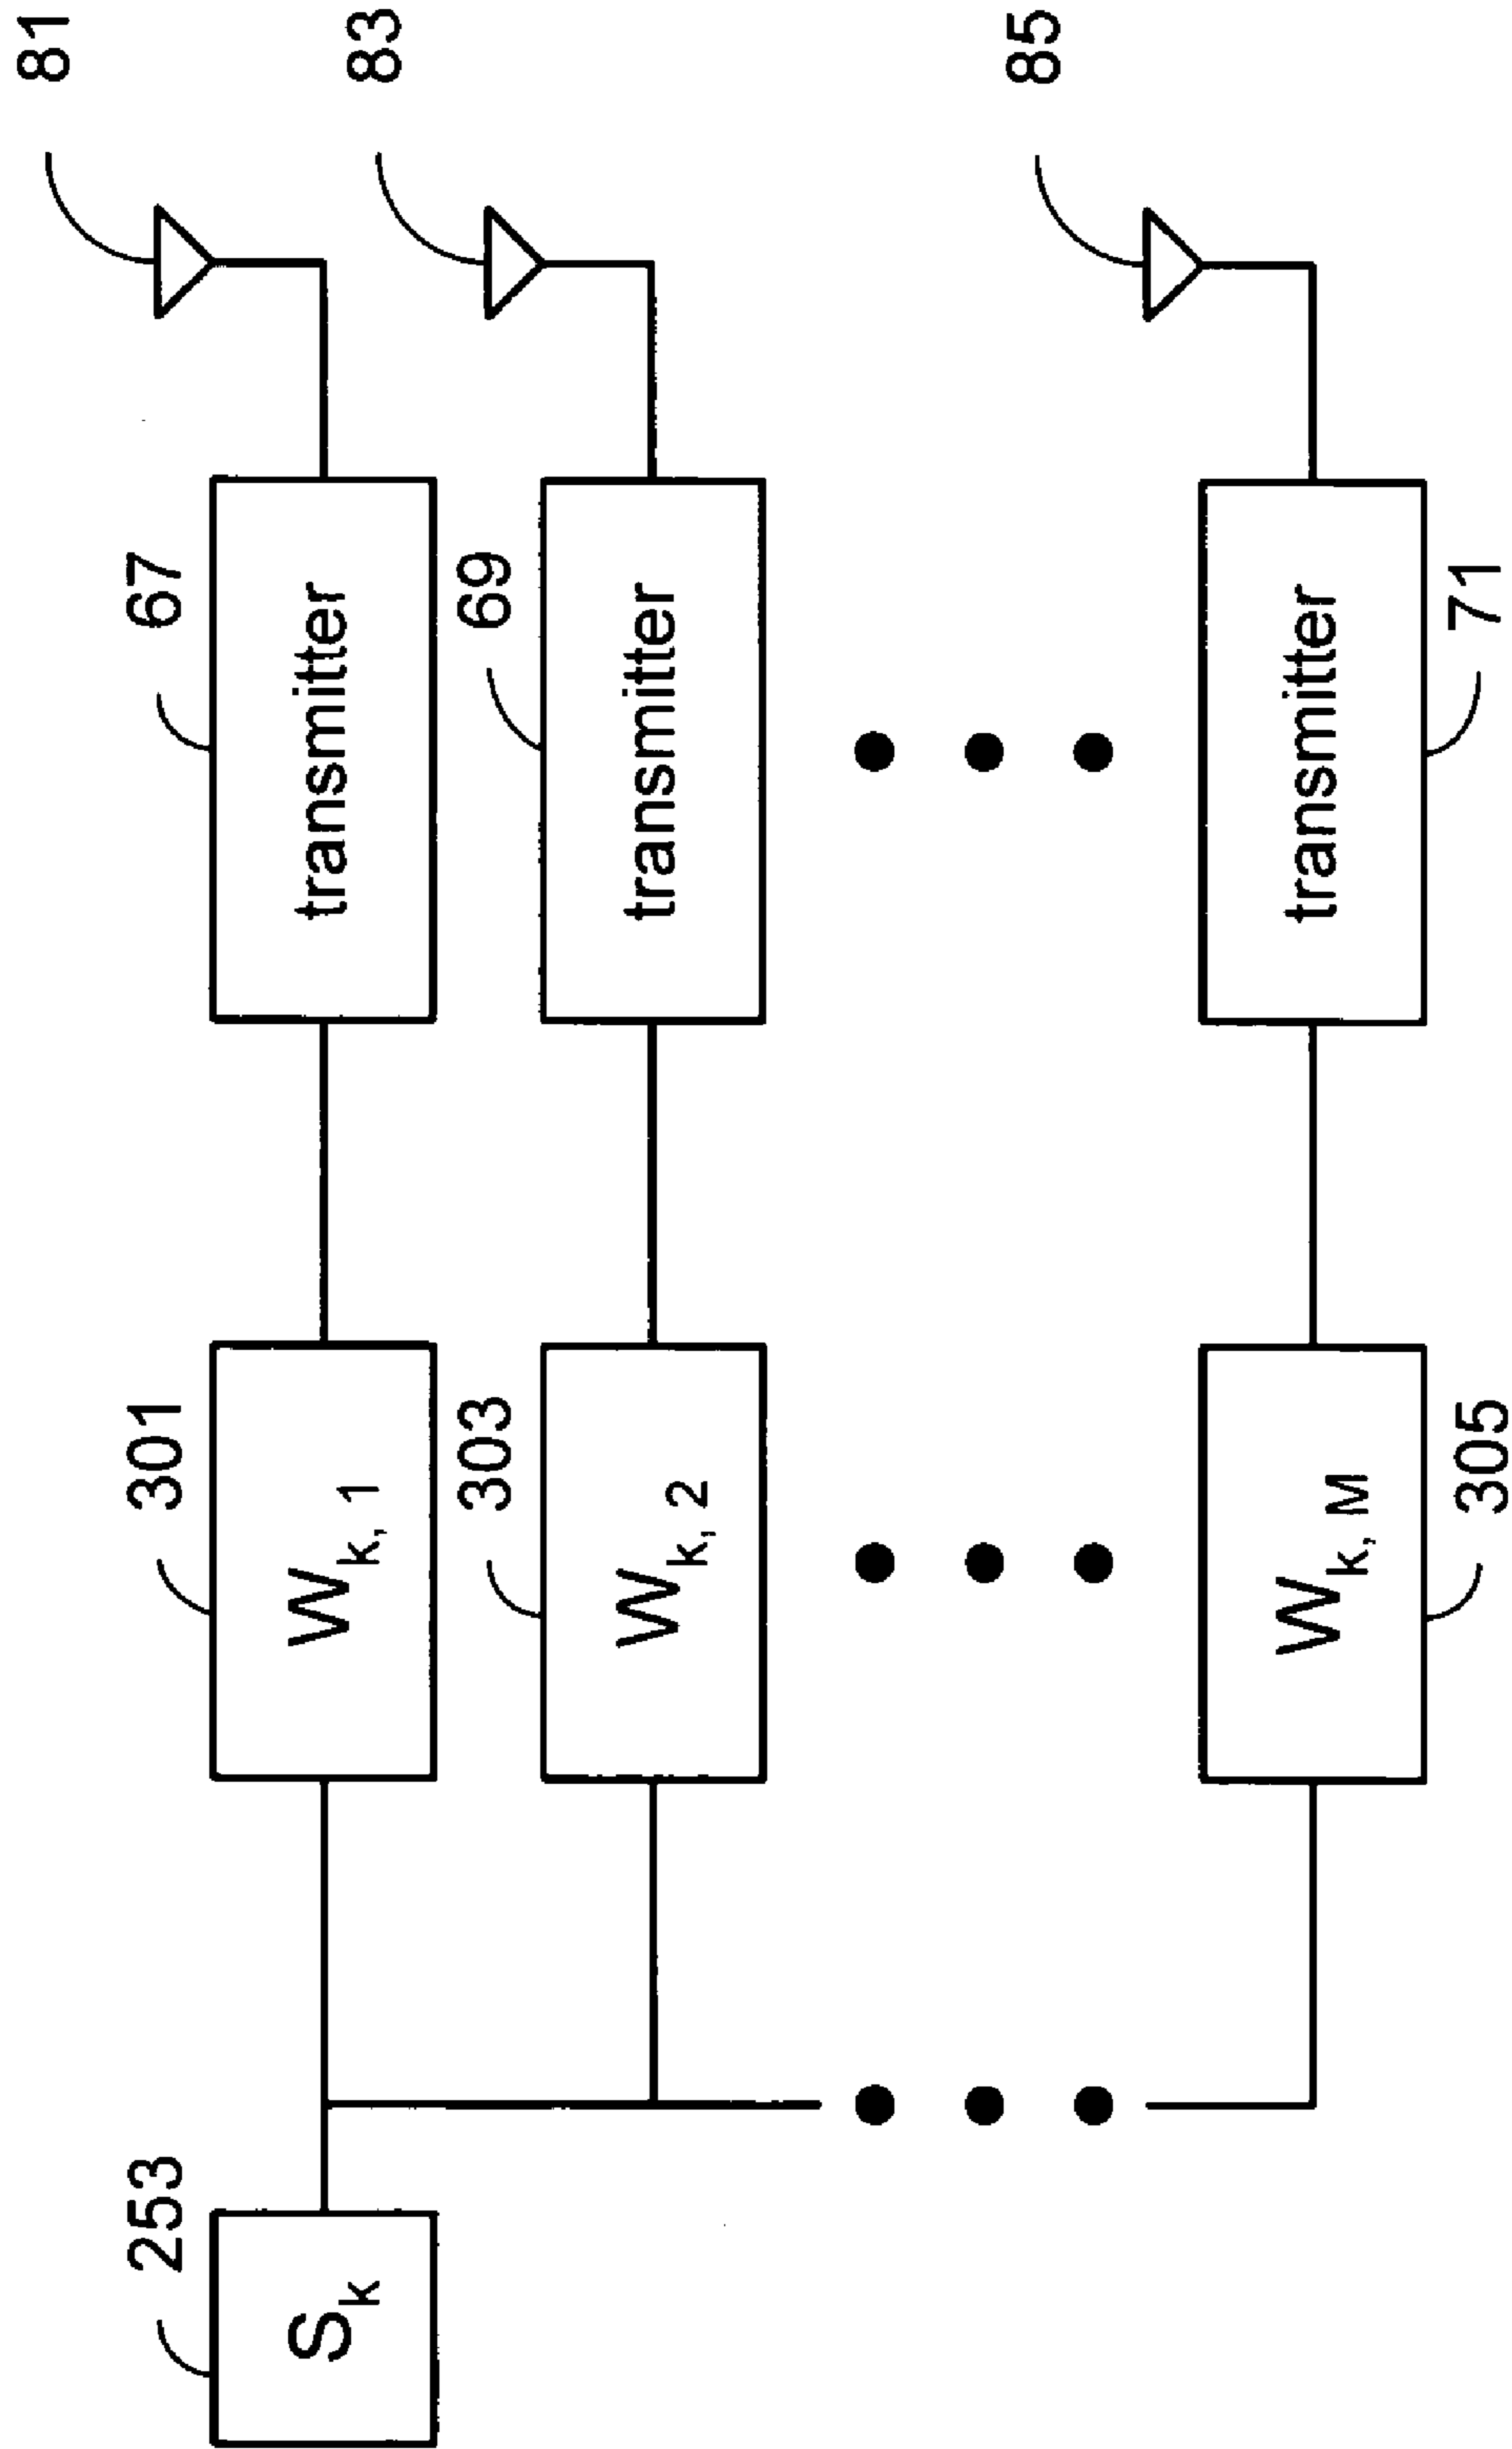 81
83
85
67
transmitter
69
transmitter
transmitter
71
301
W k, 1
303
W k, 2
W k, M
305
253
S k